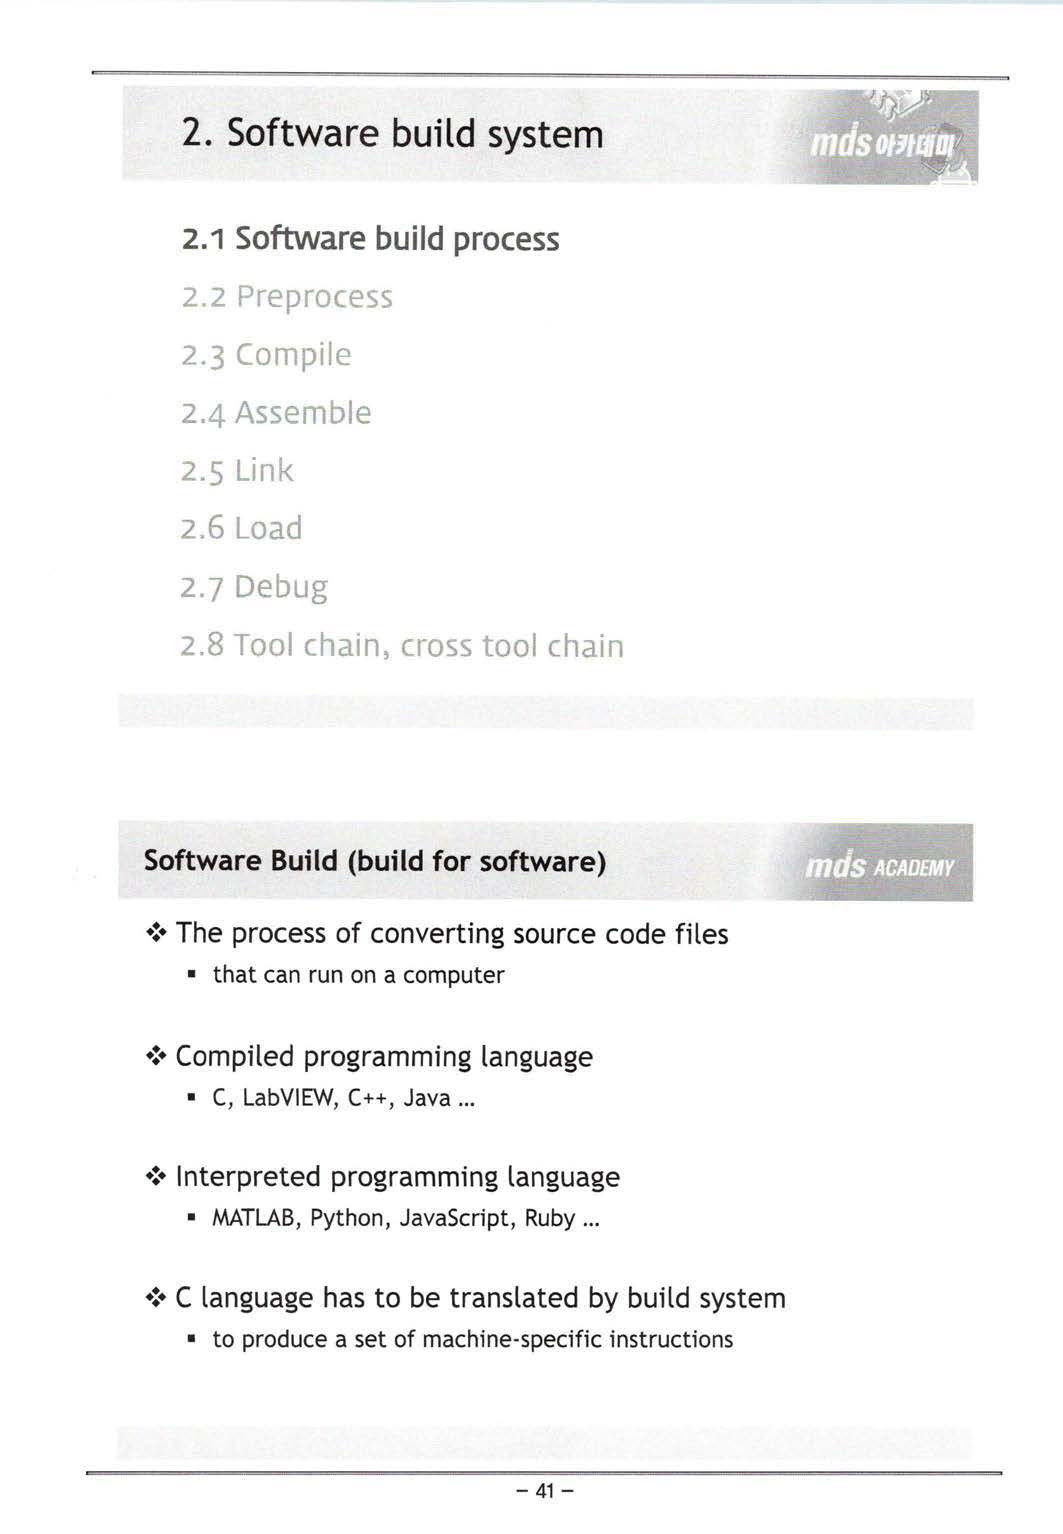 2. Software build system
mds 아카데미
2.1 Software build process
2.2 Preprocess
2.3 Compile
2.4 Assemble
2.5 Link
2.6 Load
2.7 Debug
2.8 Tool chain, cross tool chain
Software Build (build for software)
mds ACADEMY
❖ The process of converting source code files
▪ that can run on a computer
❖ Compiled programming language
▪ C, LabVIEW, C++, Java ...
❖ Interpreted programming language
▪ MATLAB, Python, JavaScript, Ruby ...
❖ C language has to be translated by build system
▪ to produce a set of machine-specific instructions
– 41 –